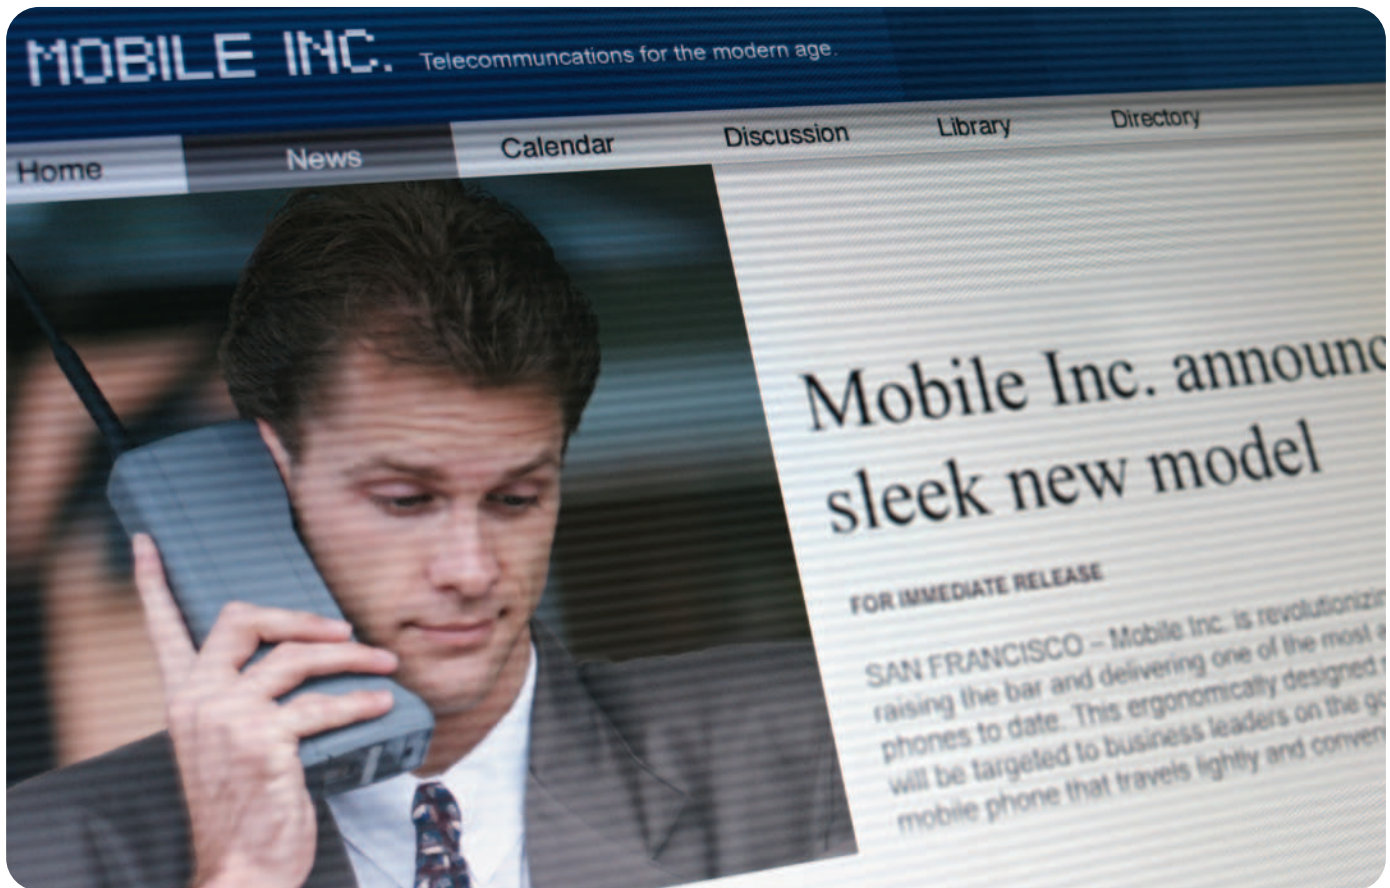 MOBILE INC. Telecommuncations for the modern age.
Home News Calendar Discussion Library Directory
Mobile Inc. announc
sleek new model
FOR IMMEDIATE RELEASE
SAN FRANCISCO – Mobile Inc. is revolutionizin
raising the bar and delivering one of the most a
phones to date. This ergonomically designed
will be targeted to business leaders on the go
mobile phone that travels lightly and conven